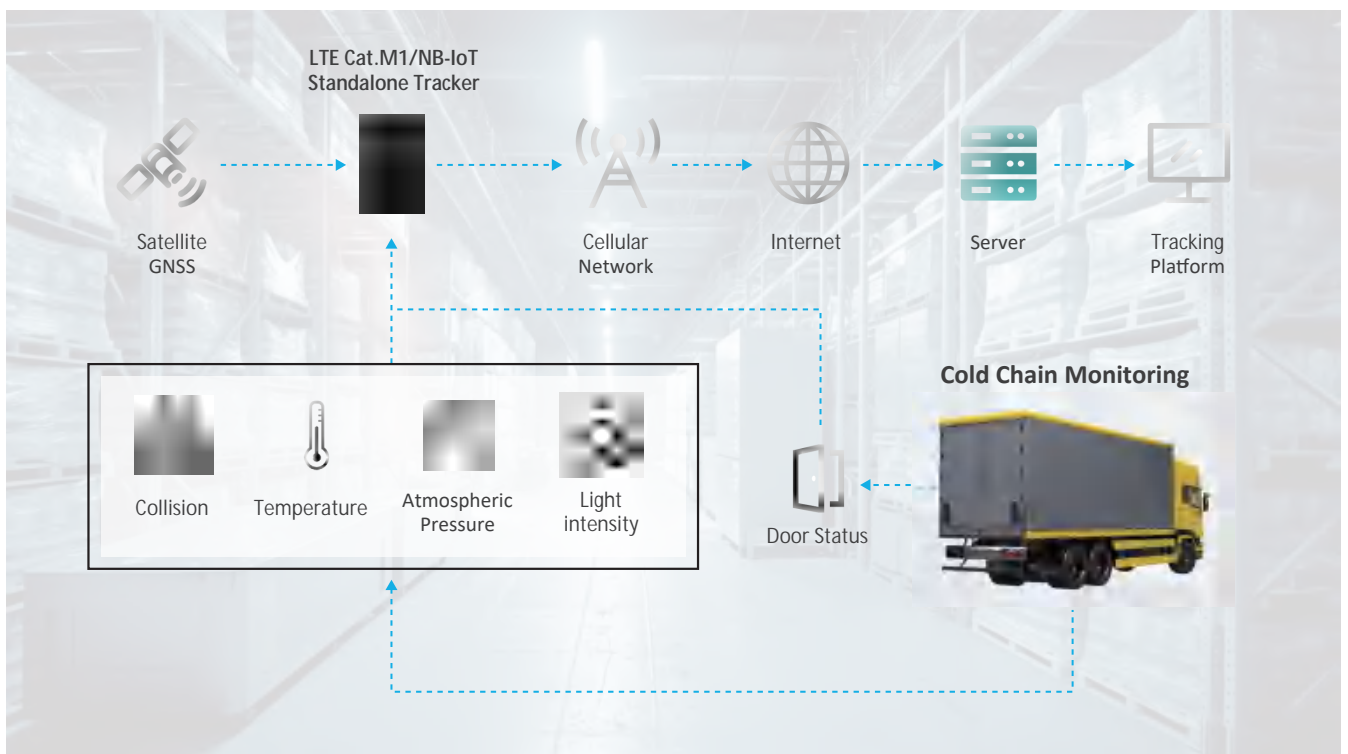 LTE Cat.M1/NB-IoT
Standalone Tracker
Satellite
GNSS
Cellular
Network
Internet
Server
Tracking
Platform
Cold Chain Monitoring
Collision
Temperature
Atmospheric
Pressure
Light
intensity
Door Status